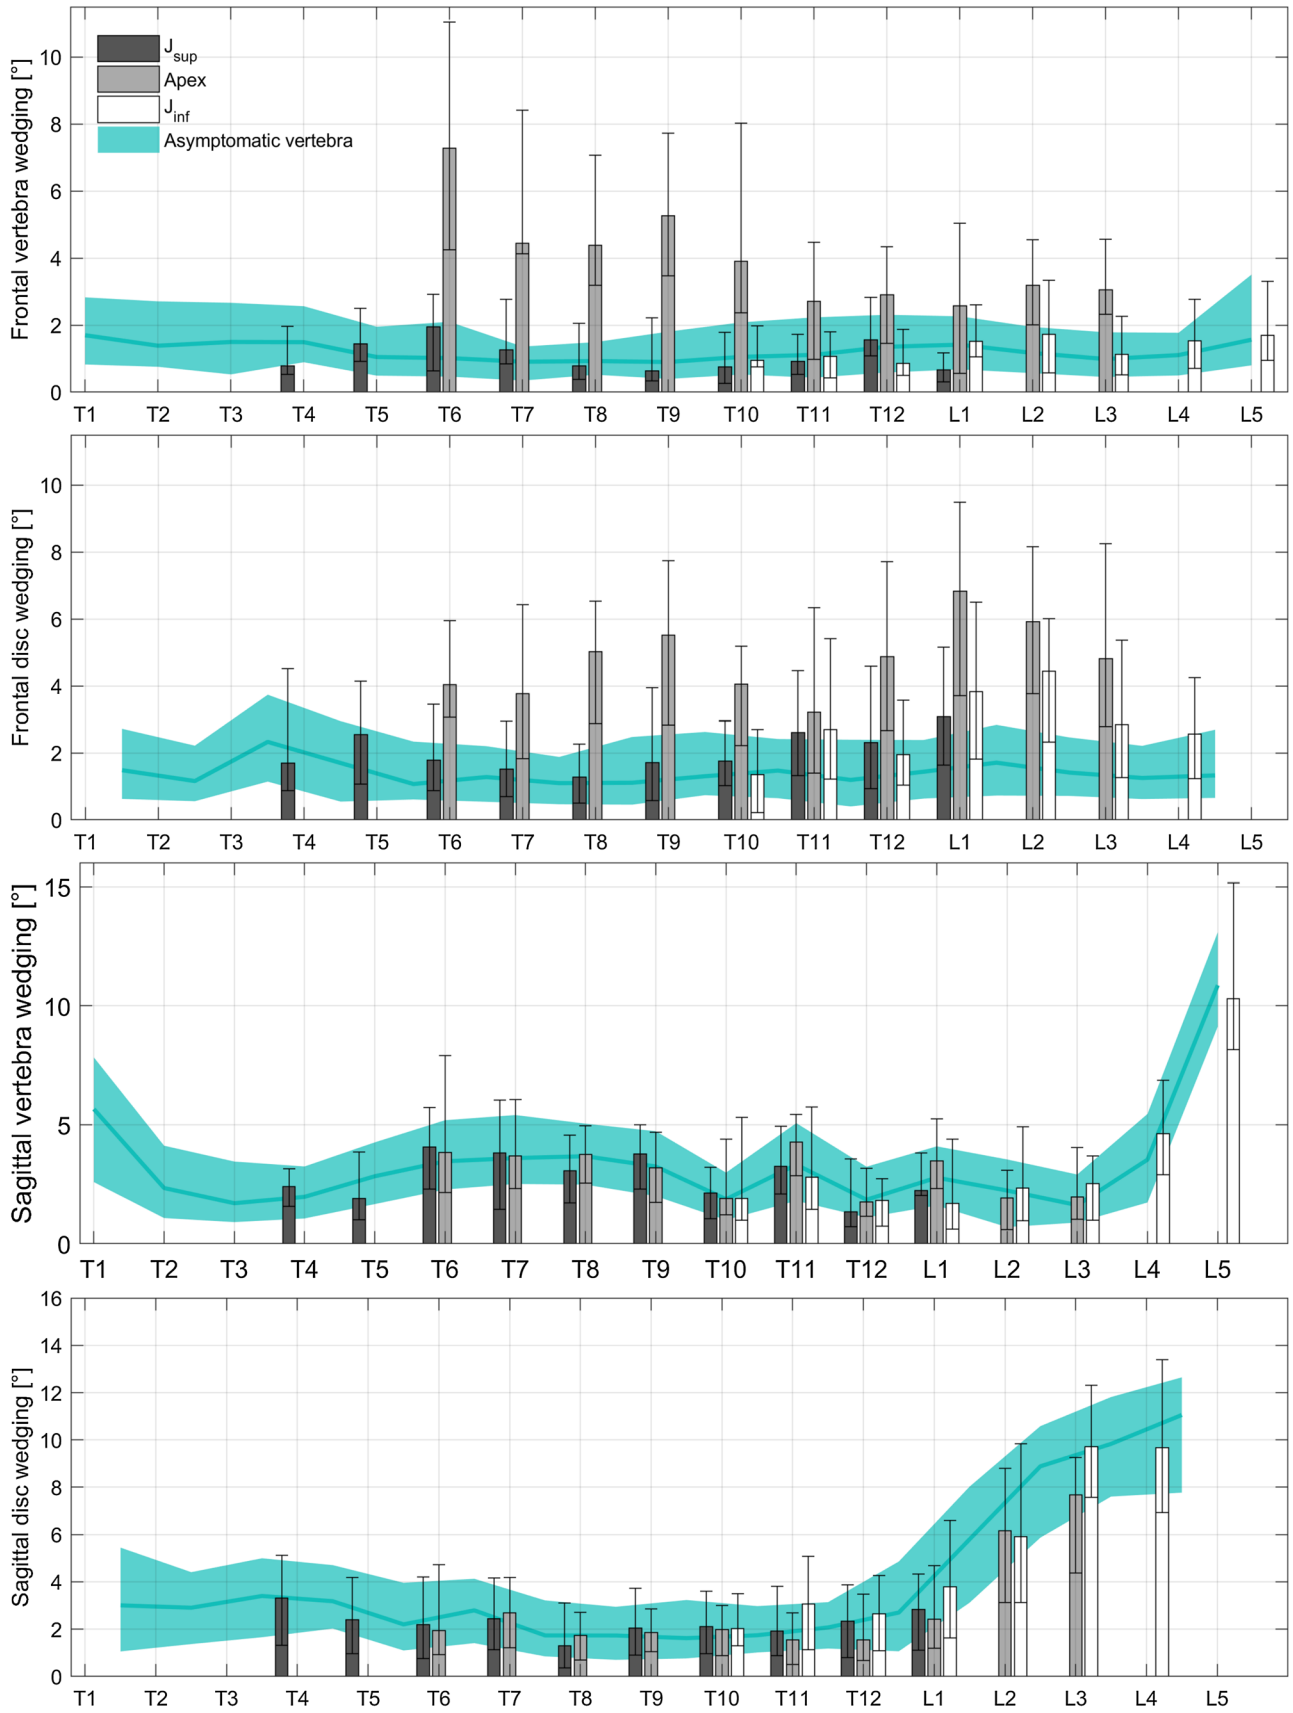 Frontal vertebra wedging [°]
10
8
6
4
2
0
J_sup
Apex
J_inf
Asymptomatic vertebra
T1 T2 T3 T4 T5 T6 T7 T8 T9 T10 T11 T12 L1 L2 L3 L4 L5
Frontal disc wedging [°]
10
8
6
4
2
0
T1 T2 T3 T4 T5 T6 T7 T8 T9 T10 T11 T12 L1 L2 L3 L4 L5
Sagittal vertebra wedging [°]
15
10
5
0
T1 T2 T3 T4 T5 T6 T7 T8 T9 T10 T11 T12 L1 L2 L3 L4 L5
Sagittal disc wedging [°]
16
14
12
10
8
6
4
2
0
T1 T2 T3 T4 T5 T6 T7 T8 T9 T10 T11 T12 L1 L2 L3 L4 L5